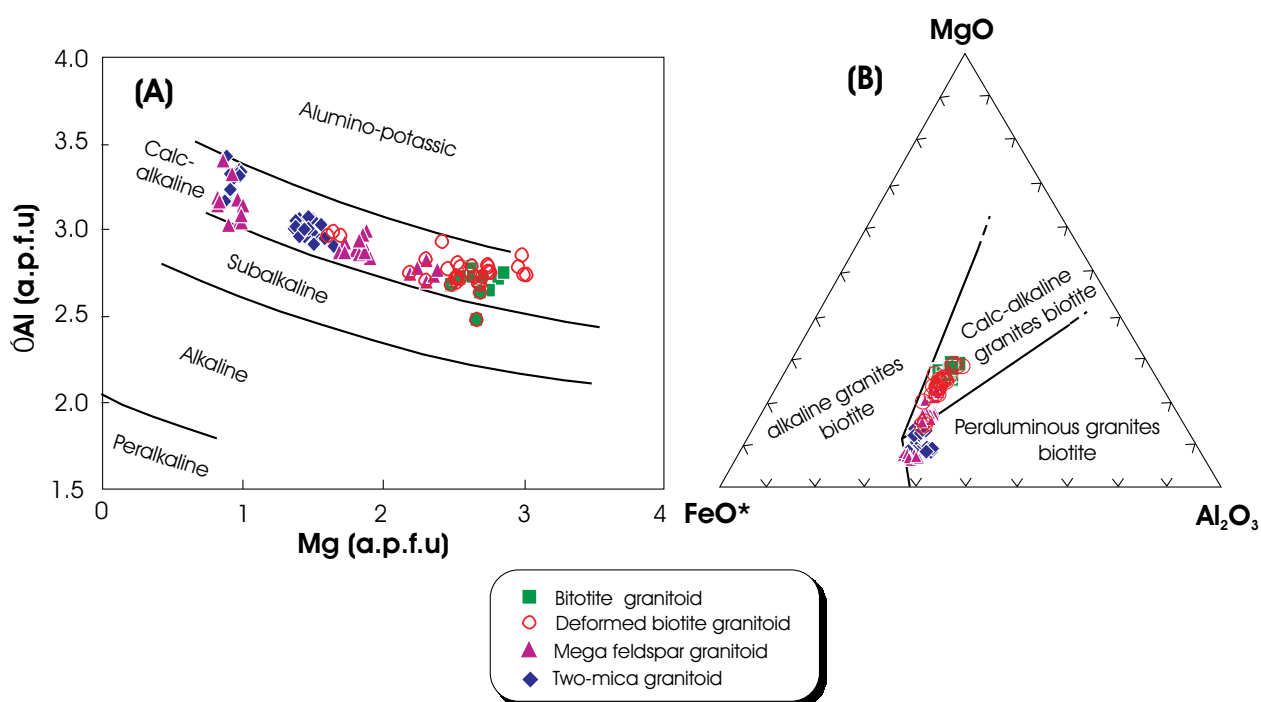 (A)
4.0
3.5
3.0
2.5
2.0
1.5
ÓAl (a.p.f.u)
Alumino-potassic
Calc-
alkaline
Subalkaline
Alkaline
Peralkaline
0
1
2
3
4
Mg (a.p.f.u)
(B)
MgO
Calc-alkaline
granites biotite
alkaline granites
biotite
Peraluminous granites
biotite
FeO*
Al₂O₃
Bitotite granitoid
Deformed biotite granitoid
Mega feldspar granitoid
Two-mica granitoid